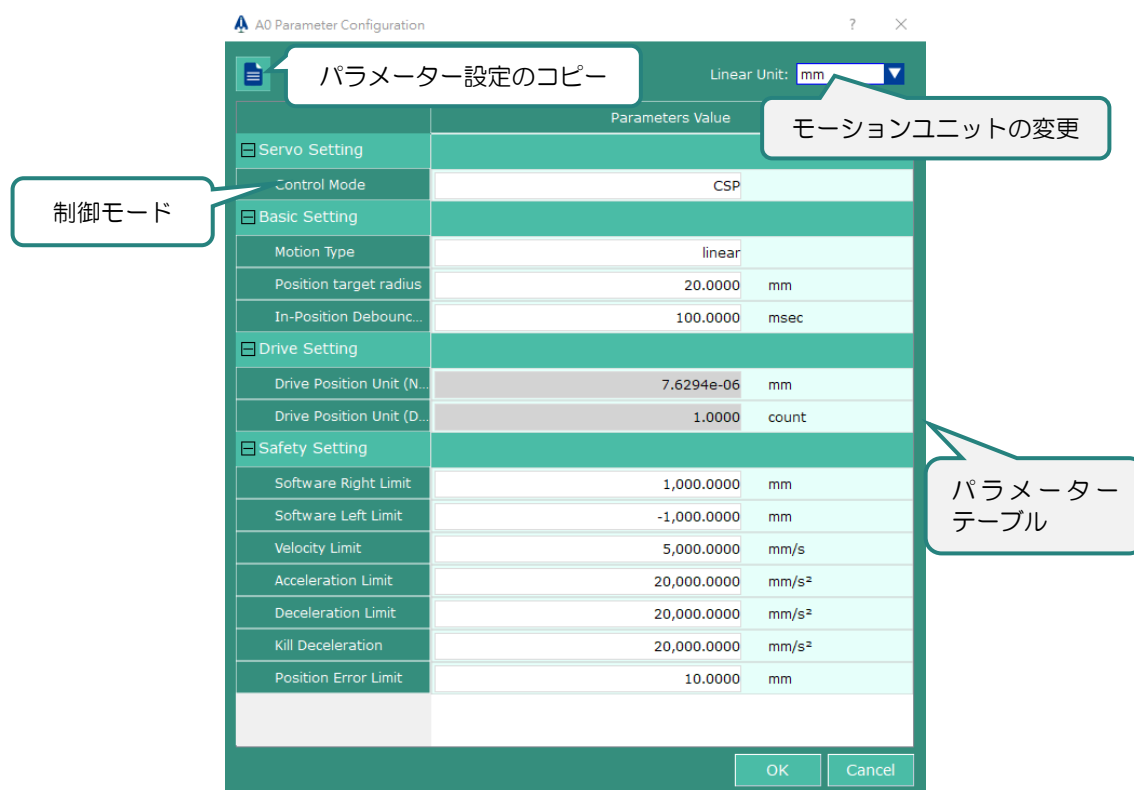 A0 Parameter Configuration
パラメーター設定のコピー
Linear Unit: mm
モーションユニットの変更
Parameters Value
Servo Setting
制御モード
Control Mode CSP
Basic Setting
Motion Type linear
Position target radius 20.0000 mm
In-Position Debounc... 100.0000 msec
Drive Setting
Drive Position Unit (N... 7.6294e-06 mm
Drive Position Unit (D... 1.0000 count
Safety Setting
Software Right Limit 1,000.0000 mm
Software Left Limit -1,000.0000 mm
Velocity Limit 5,000.0000 mm/s
Acceleration Limit 20,000.0000 mm/s²
Deceleration Limit 20,000.0000 mm/s²
Kill Deceleration 20,000.0000 mm/s²
Position Error Limit 10.0000 mm
パラメーター
テーブル
OK Cancel